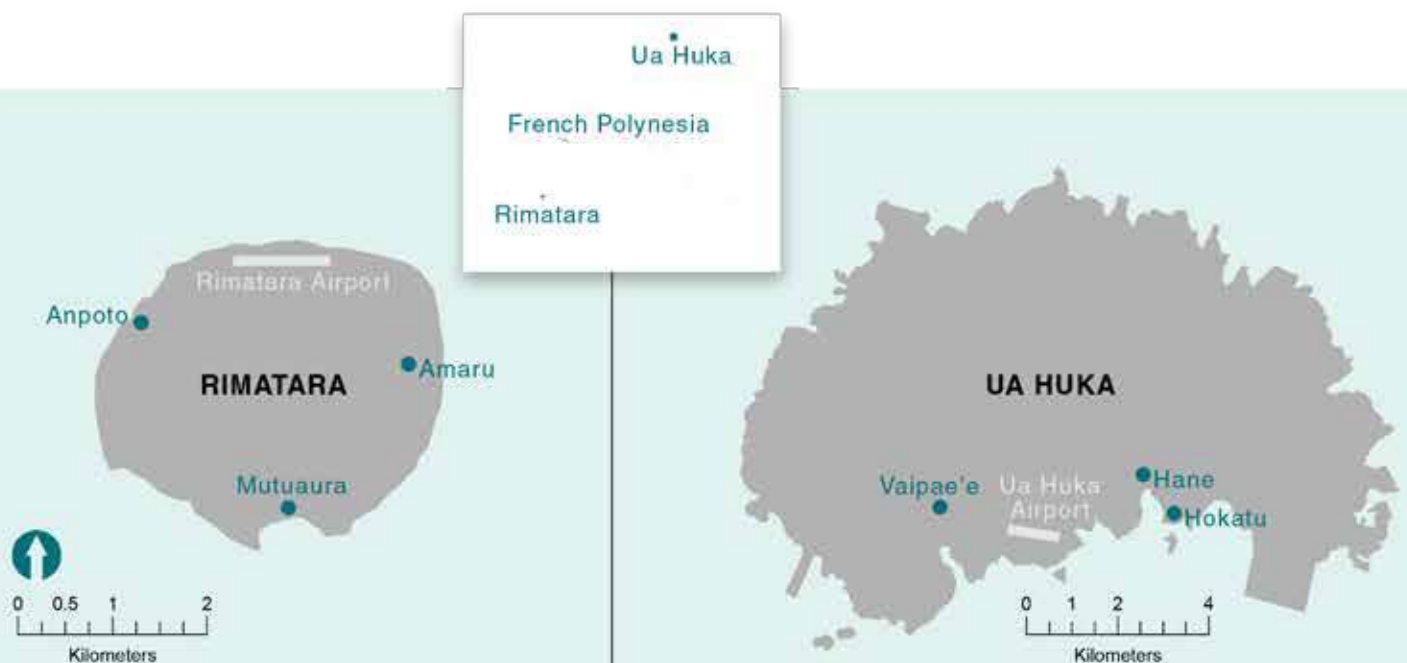 Ua Huka
French Polynesia
Rimatara
Rimatara Airport
Anpoto
Amaru
RIMATARA
Mutuaura
0 0.5 1 2
Kilometers
UA HUKA
Vaipae'e
Ua Huka
Airport
Hane
Hokatu
0 1 2 4
Kilometers